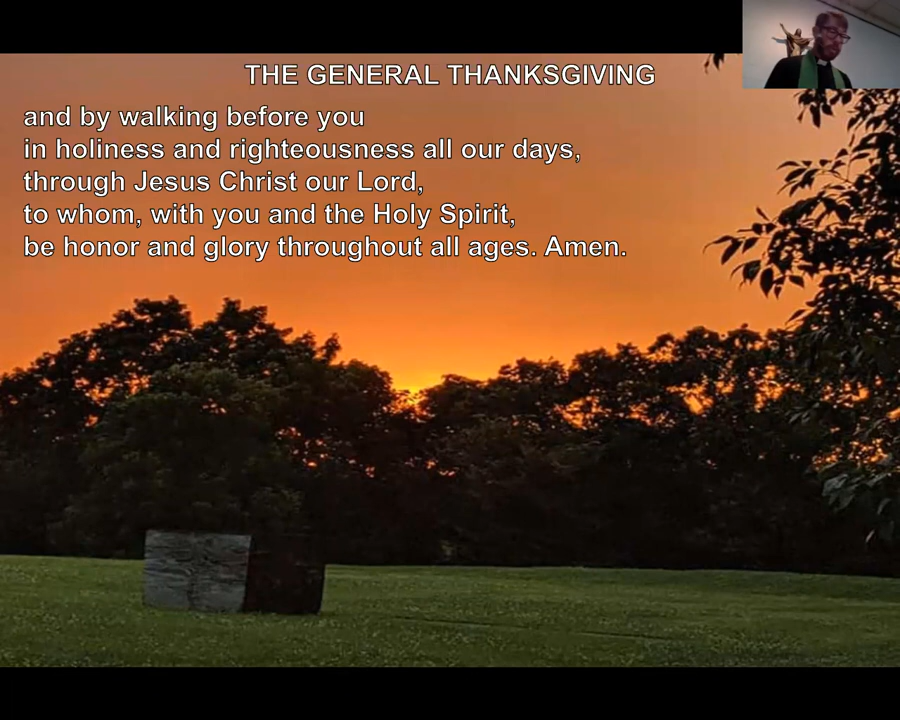 THE GENERAL THANKSGIVING
and by walking before you
in holiness and righteousness all our days,
through Jesus Christ our Lord,
to whom, with you and the Holy Spirit,
be honor and glory throughout all ages. Amen.